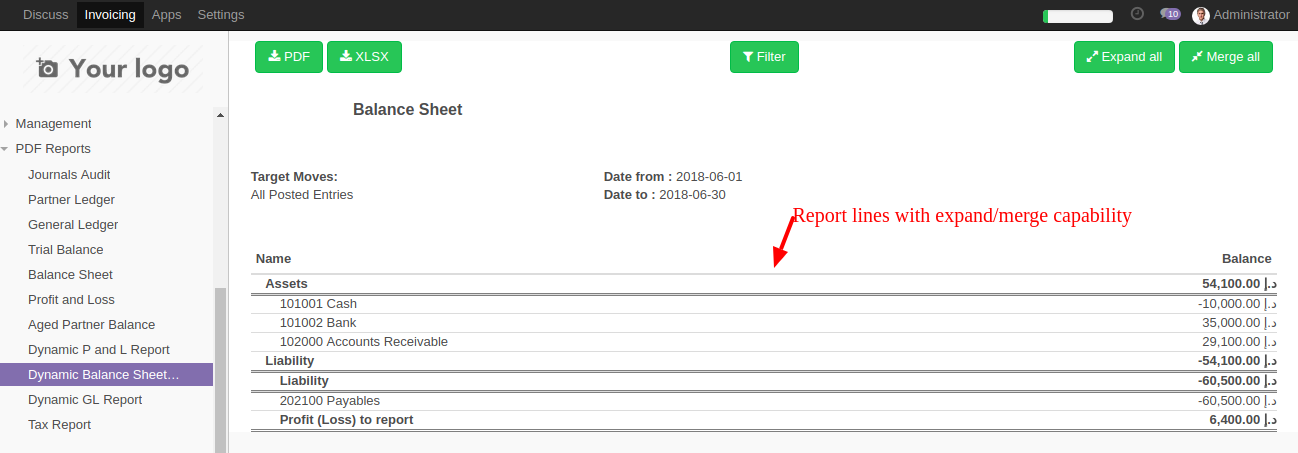 Discuss Invoicing Apps Settings 10 Administrator
Your logo
PDF XLSX Filter Expand all Merge all
Management
PDF Reports
Journals Audit
Partner Ledger
General Ledger
Trial Balance
Balance Sheet
Profit and Loss
Aged Partner Balance
Dynamic P and L Report
Dynamic Balance Sheet…
Dynamic GL Report
Tax Report
Balance Sheet
Target Moves:
All Posted Entries
Date from : 2018-06-01
Date to : 2018-06-30
Report lines with expand/merge capability
Name Balance
Assets 54,100.00 د.إ
101001 Cash -10,000.00 د.إ
101002 Bank 35,000.00 د.إ
102000 Accounts Receivable 29,100.00 د.إ
Liability -54,100.00 د.إ
Liability -60,500.00 د.إ
202100 Payables -60,500.00 د.إ
Profit (Loss) to report 6,400.00 د.إ